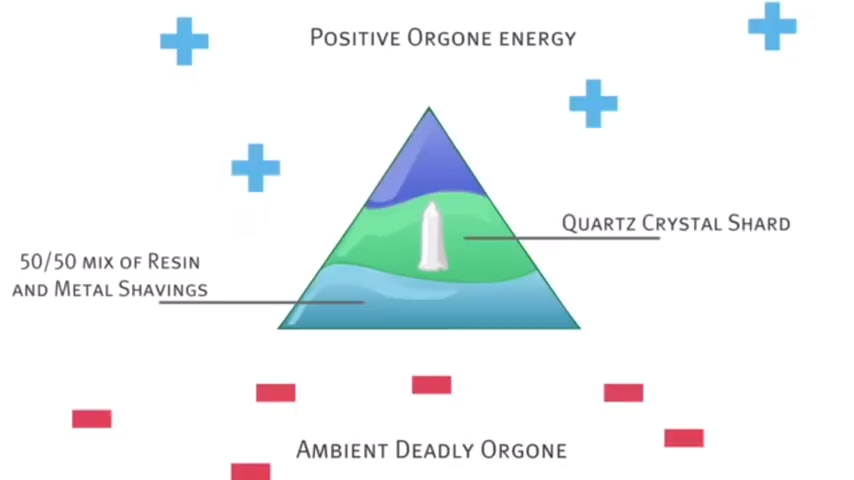 Positive Orgone energy
Quartz Crystal Shard
50/50 mix of Resin
and Metal Shavings
Ambient Deadly Orgone